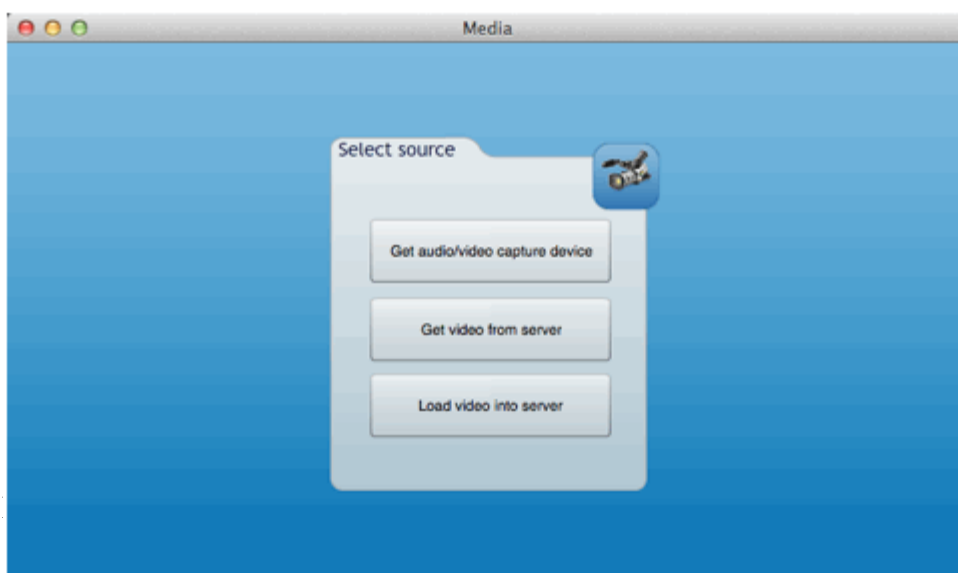 Media
Select source
Get audio/video capture device
Get video from server
Load video into server